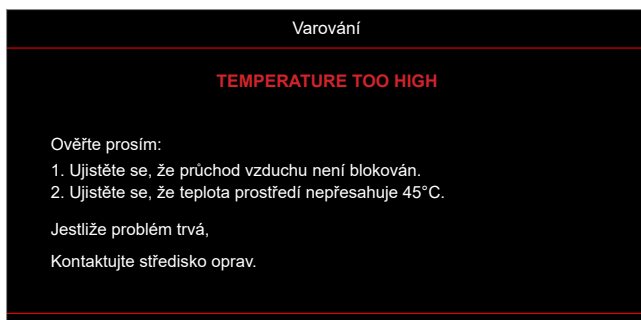 Varování
TEMPERATURE TOO HIGH
Ověřte prosím:
1. Ujistěte se, že průchod vzduchu není blokován.
2. Ujistěte se, že teplota prostředí nepřesahuje 45°C.
Jestliže problém trvá,
Kontaktujte středisko oprav.